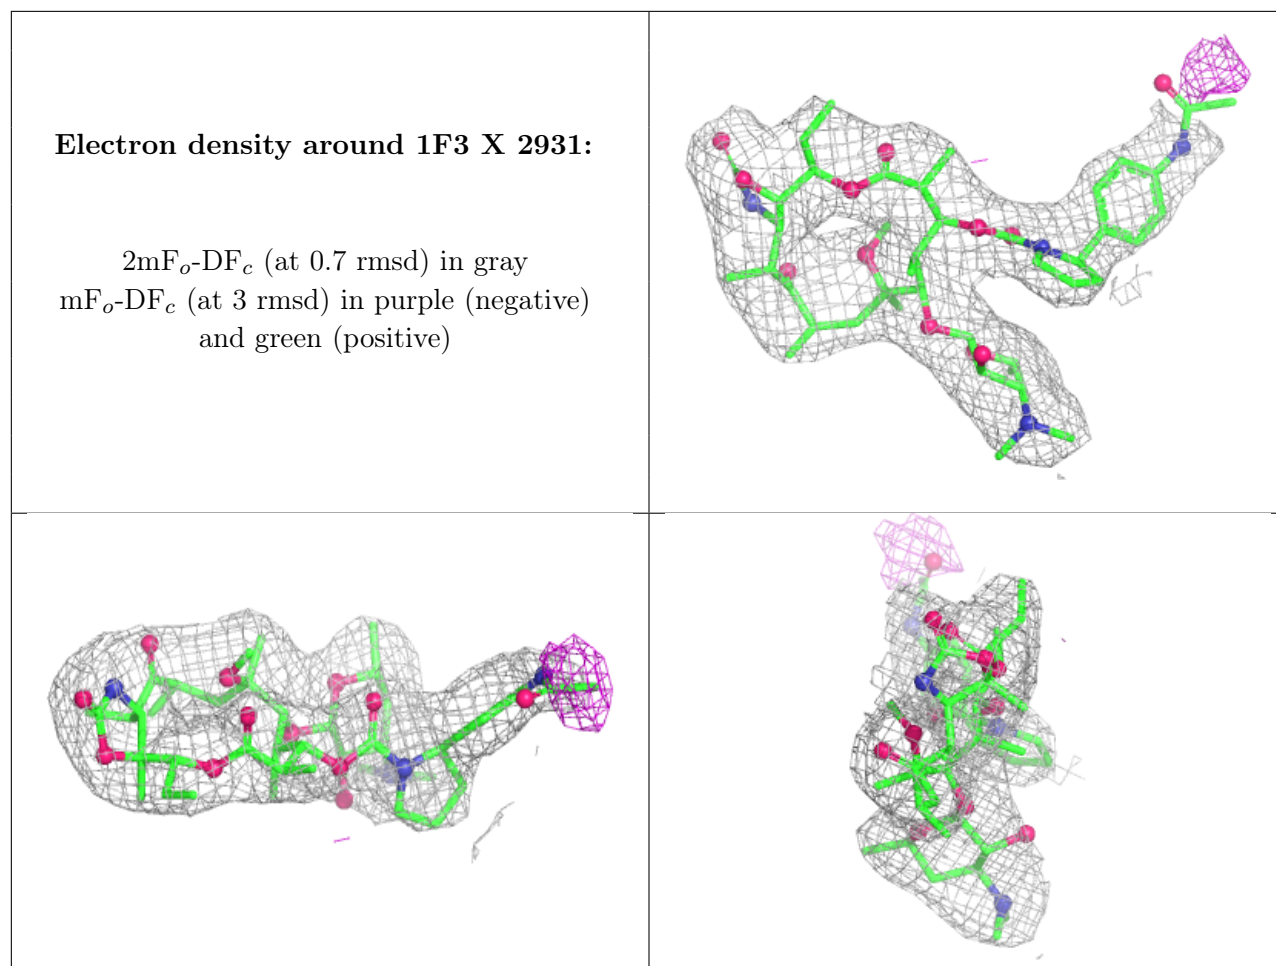 Electron density around 1F3 X 2931:
2mFo-DFc (at 0.7 rmsd) in gray
mFo-DFc (at 3 rmsd) in purple (negative)
and green (positive)